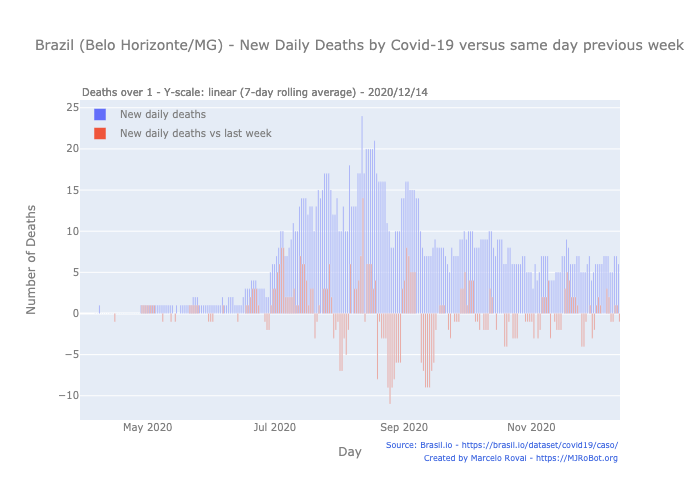 Brazil (Belo Horizonte/MG) - New Daily Deaths by Covid-19 versus same day previous week
Deaths over 1 - Y-scale: linear (7-day rolling average) - 2020/12/14
New daily deaths
New daily deaths vs last week
Number of Deaths
25
20
15
10
5
0
−5
−10
May 2020
Jul 2020
Sep 2020
Nov 2020
Day
Source: Brasil.io - https://brasil.io/dataset/covid19/caso/
Created by Marcelo Rovai - https://MJRoBot.org